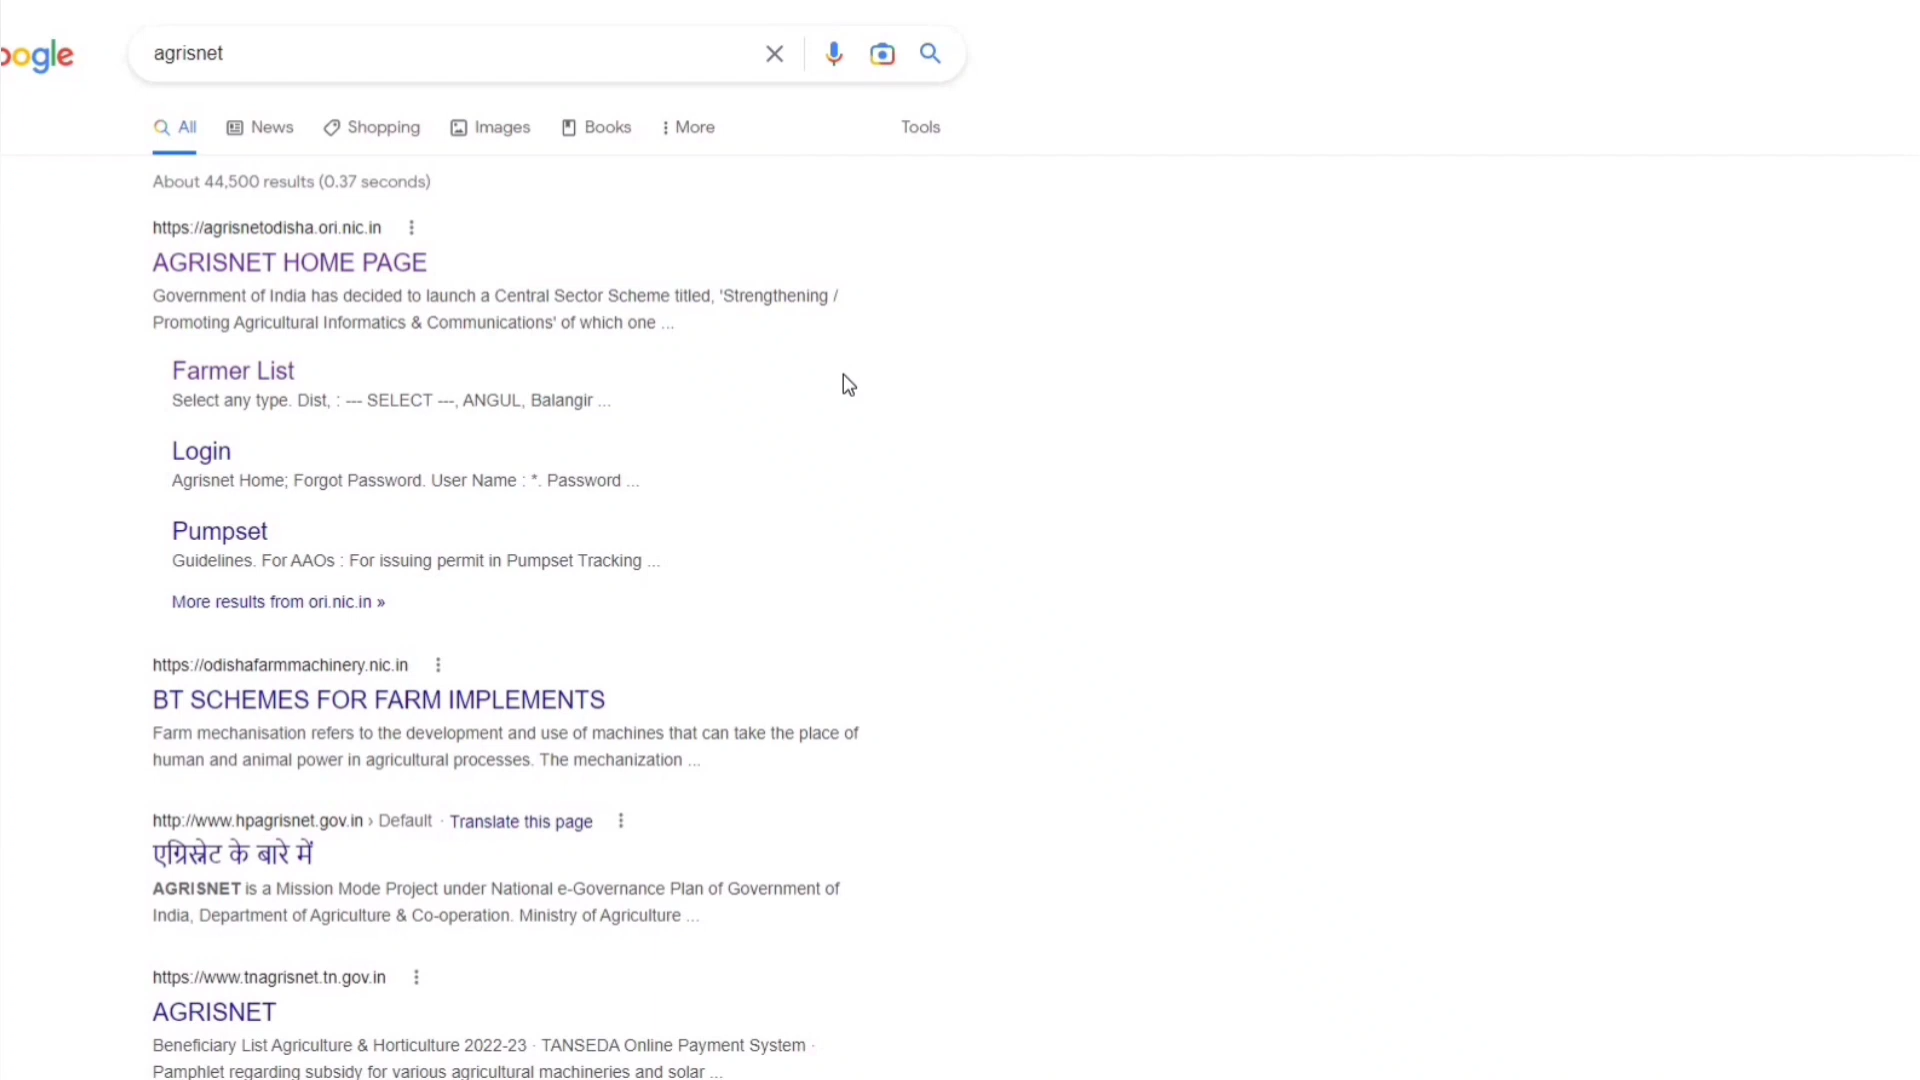 oogle
agrisnet
All News Shopping Images Books More Tools
About 44,500 results (0.37 seconds)
https://agrisnetodisha.ori.nic.in
AGRISNET HOME PAGE
Government of India has decided to launch a Central Sector Scheme titled, 'Strengthening /
Promoting Agricultural Informatics & Communications' of which one ...
Farmer List
Select any type. Dist, : --- SELECT ---, ANGUL, Balangir ...
Login
Agrisnet Home; Forgot Password. User Name : *. Password ...
Pumpset
Guidelines. For AAOs : For issuing permit in Pumpset Tracking ...
More results from ori.nic.in »
https://odishafarmmachinery.nic.in
BT SCHEMES FOR FARM IMPLEMENTS
Farm mechanisation refers to the development and use of machines that can take the place of
human and animal power in agricultural processes. The mechanization ...
http://www.hpagrisnet.gov.in › Default · Translate this page
एग्रिस्नेट के बारे में
AGRISNET is a Mission Mode Project under National e-Governance Plan of Government of
India, Department of Agriculture & Co-operation. Ministry of Agriculture ...
https://www.tnagrisnet.tn.gov.in
AGRISNET
Beneficiary List Agriculture & Horticulture 2022-23 · TANSEDA Online Payment System ·
Pamphlet regarding subsidy for various agricultural machineries and solar ...